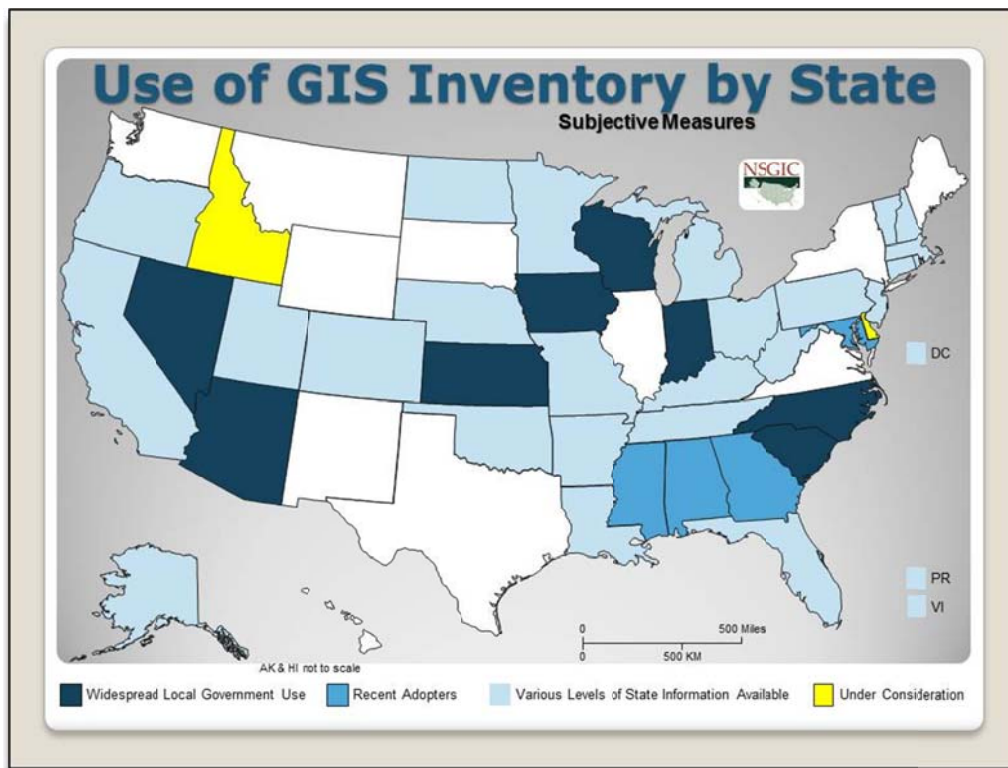 Use of GIS Inventory by State
Subjective Measures
NSGIC
DC
PR
VI
0 500 Miles
0 500 KM
AK & HI not to scale
Widespread Local Government Use Recent Adopters Various Levels of State Information Available Under Consideration